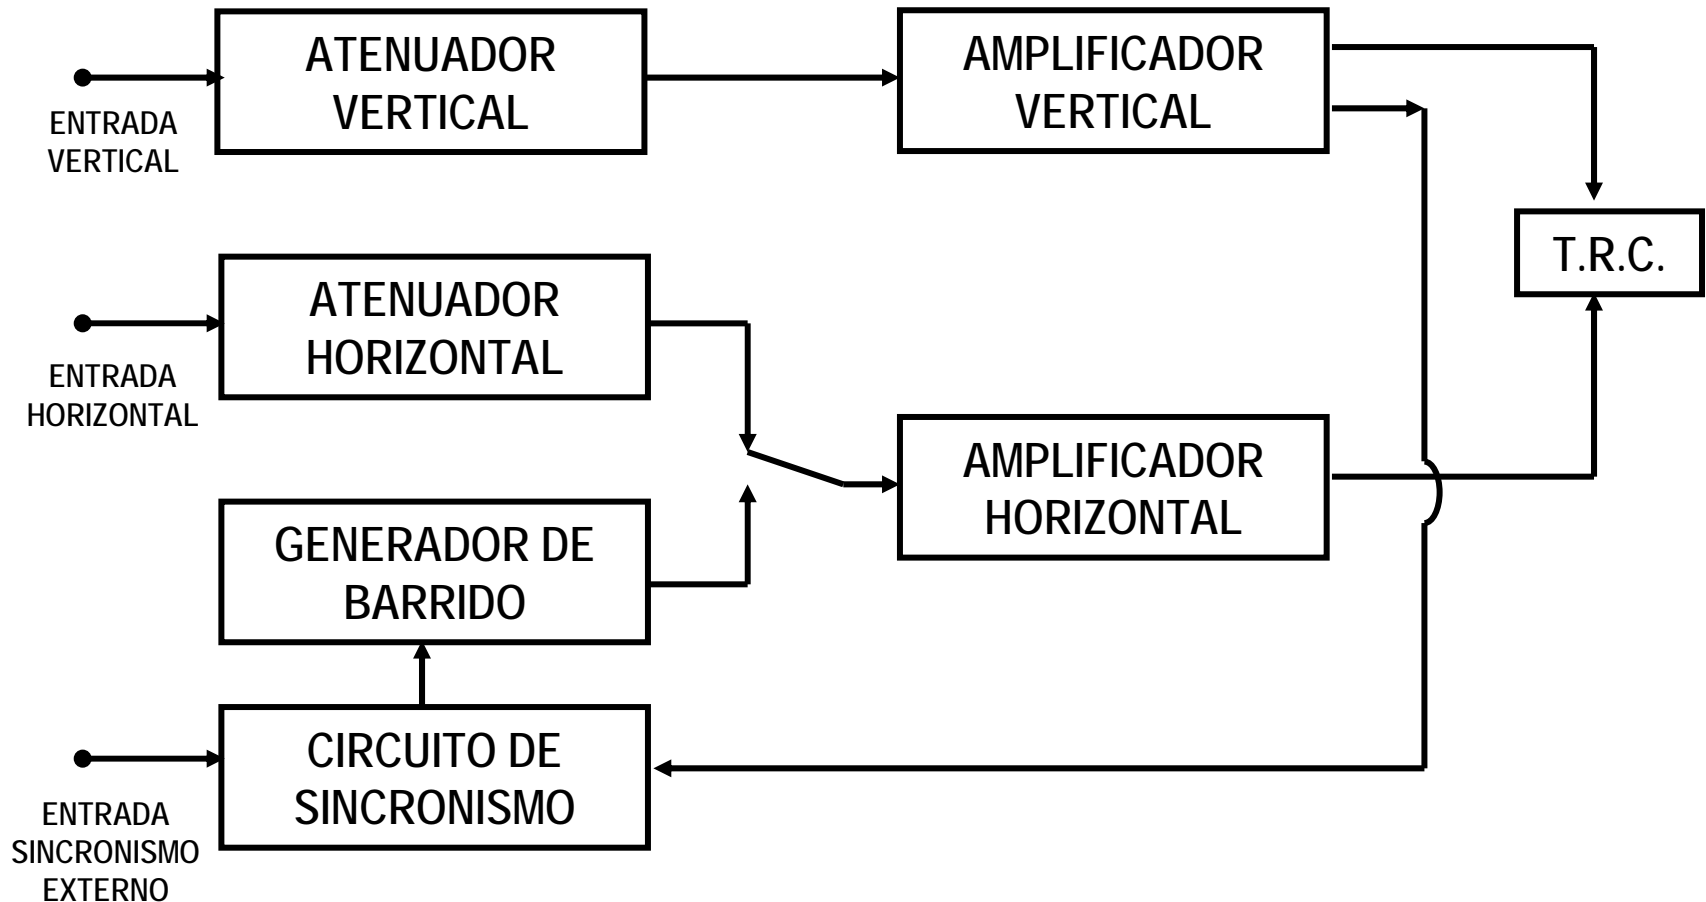 ATENUADOR
VERTICAL
AMPLIFICADOR
VERTICAL
ENTRADA
VERTICAL
T.R.C.
ATENUADOR
HORIZONTAL
ENTRADA
HORIZONTAL
AMPLIFICADOR
HORIZONTAL
GENERADOR DE
BARRIDO
CIRCUITO DE
SINCRONISMO
ENTRADA
SINCRONISMO
EXTERNO